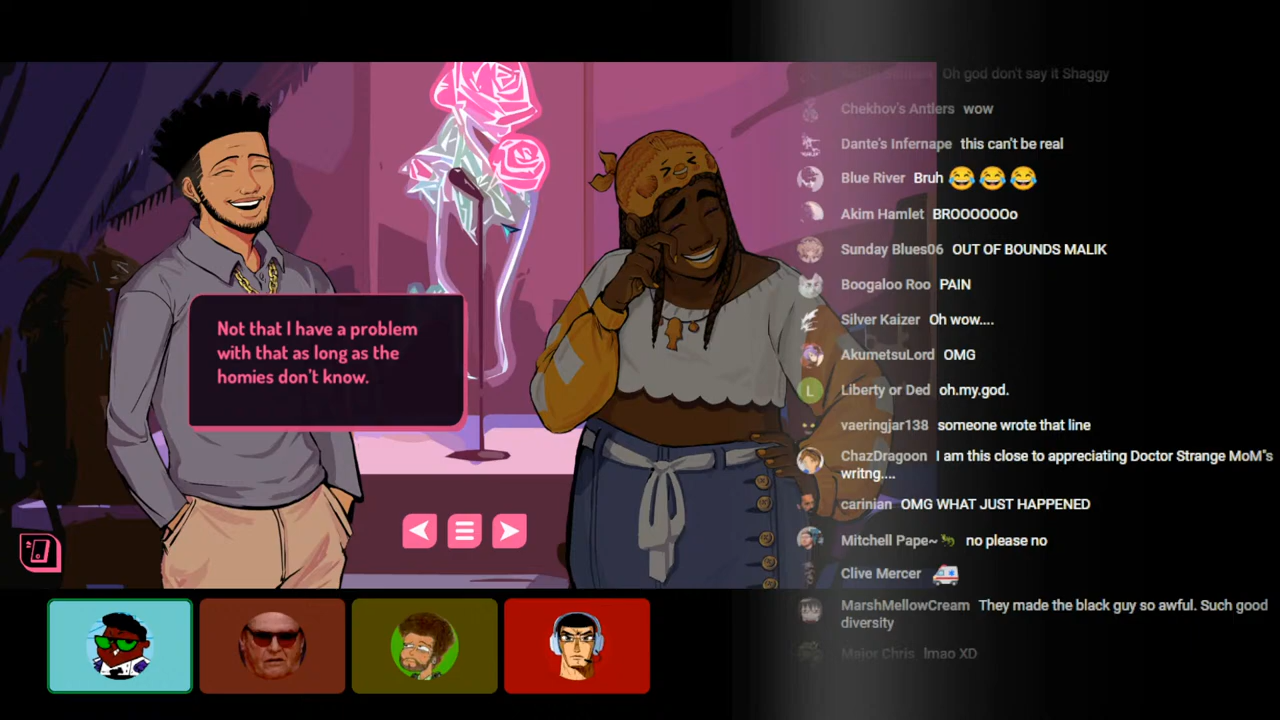 Not that I have a problem
with that as long as the
homies don't know.
Oh god don't say it Shaggy
Chekhov's Antlers wow
Dante's Infernape this can't be real
Blue River Bruh 😂 😂 😂
Akim Hamlet BROOOOOOo
Sunday Blues06 OUT OF BOUNDS MALIK
Boogaloo Roo PAIN
Silver Kaizer Oh wow....
AkumetsuLord OMG
L
Liberty or Ded oh.my.god.
vaeringjar138 someone wrote that line
ChazDragoon I am this close to appreciating Doctor Strange MoM"s
writng....
carinian OMG WHAT JUST HAPPENED
Mitchell Pape~ no please no
Clive Mercer 🚑
MarshMellowCream They made the black guy so awful. Such good
diversity
Major Chris lmao XD